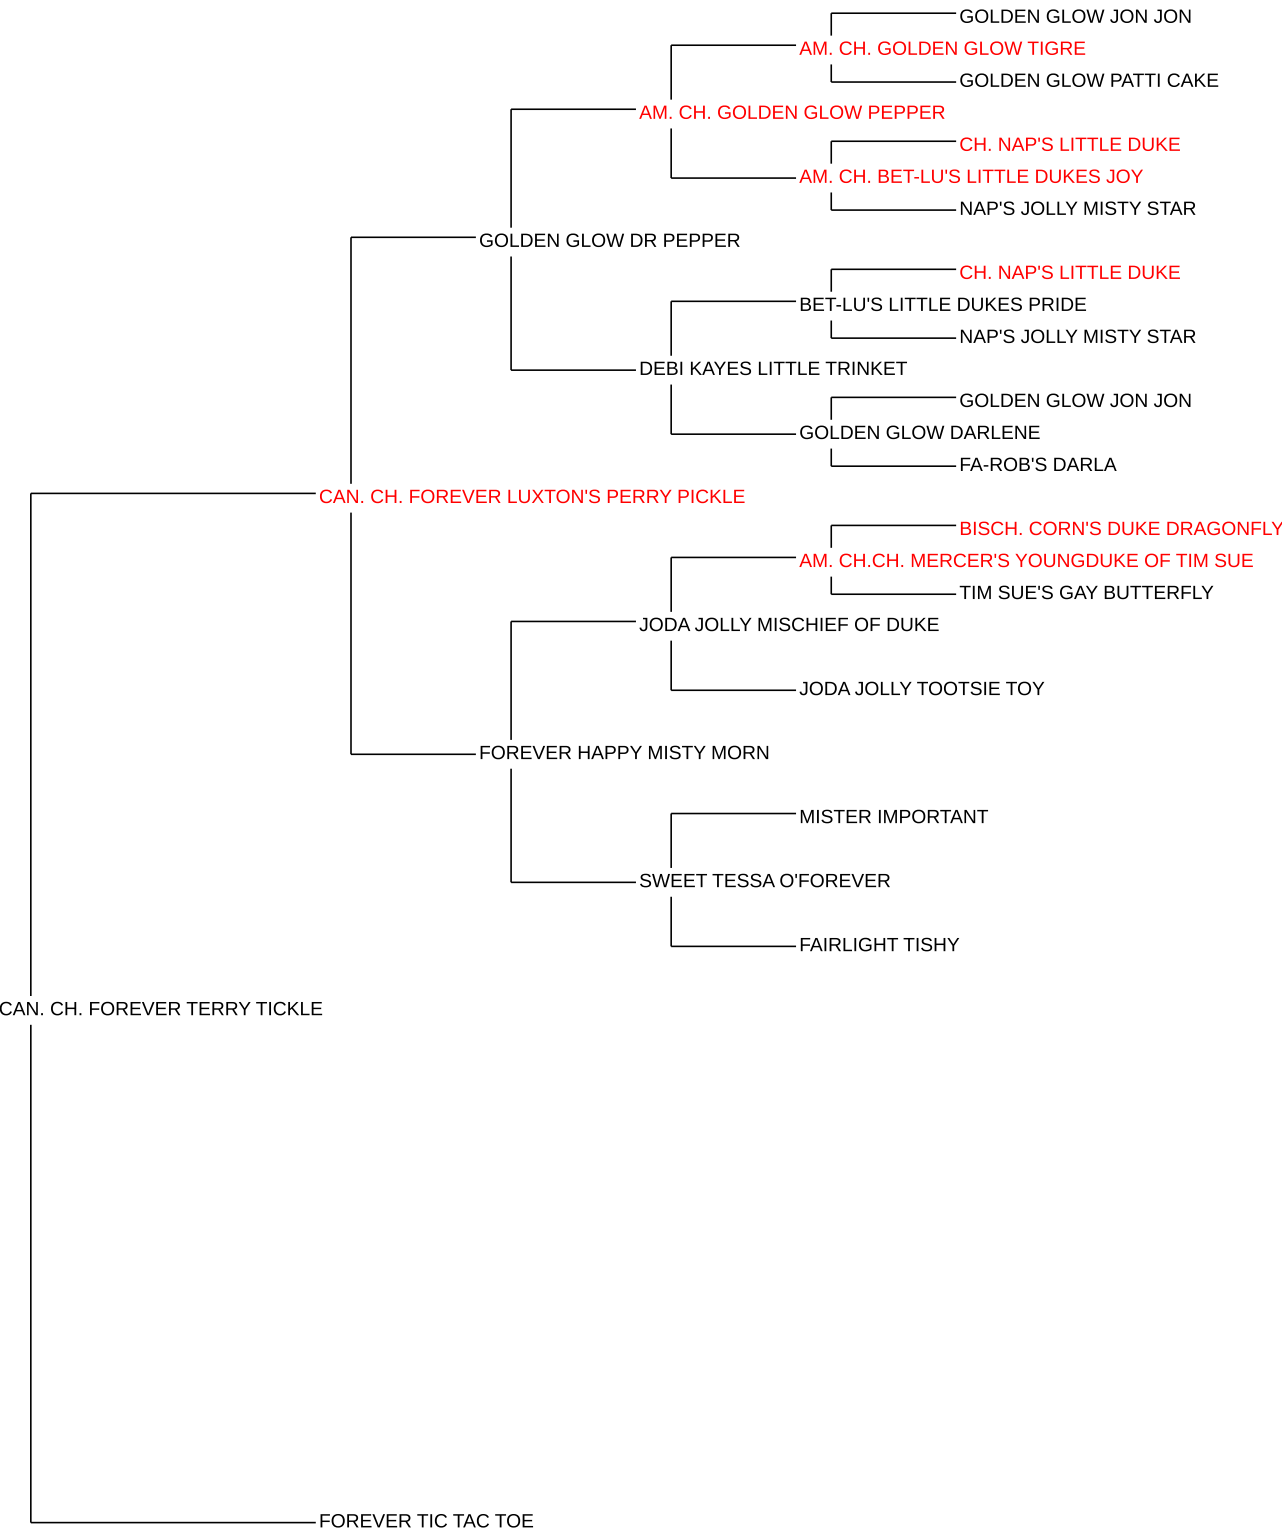 GOLDEN GLOW JON JON
AM. CH. GOLDEN GLOW TIGRE
GOLDEN GLOW PATTI CAKE
AM. CH. GOLDEN GLOW PEPPER
CH. NAP'S LITTLE DUKE
AM. CH. BET-LU'S LITTLE DUKES JOY
NAP'S JOLLY MISTY STAR
GOLDEN GLOW DR PEPPER
CH. NAP'S LITTLE DUKE
BET-LU'S LITTLE DUKES PRIDE
NAP'S JOLLY MISTY STAR
DEBI KAYES LITTLE TRINKET
GOLDEN GLOW JON JON
GOLDEN GLOW DARLENE
FA-ROB'S DARLA
CAN. CH. FOREVER LUXTON'S PERRY PICKLE
BISCH. CORN'S DUKE DRAGONFLY
AM. CH.CH. MERCER'S YOUNGDUKE OF TIM SUE
TIM SUE'S GAY BUTTERFLY
JODA JOLLY MISCHIEF OF DUKE
JODA JOLLY TOOTSIE TOY
FOREVER HAPPY MISTY MORN
MISTER IMPORTANT
SWEET TESSA O'FOREVER
FAIRLIGHT TISHY
CAN. CH. FOREVER TERRY TICKLE
FOREVER TIC TAC TOE